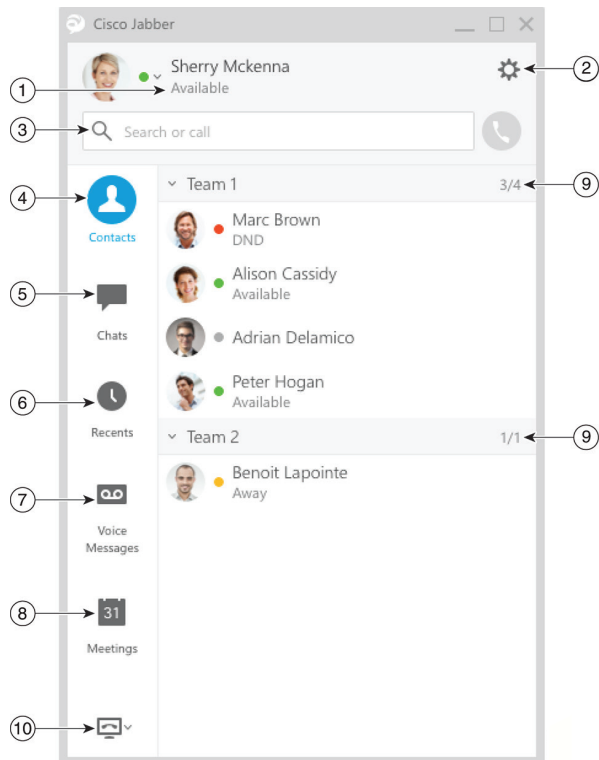 Cisco Jabber
Sherry Mckenna
Available
1
2
3
Search or call
4
Contacts
Team 1
3/4
9
Marc Brown
DND
Alison Cassidy
Available
5
Chats
Adrian Delamico
Peter Hogan
Available
6
Recents
Team 2
1/1
9
Benoit Lapointe
Away
7
Voice
Messages
8
31
Meetings
10